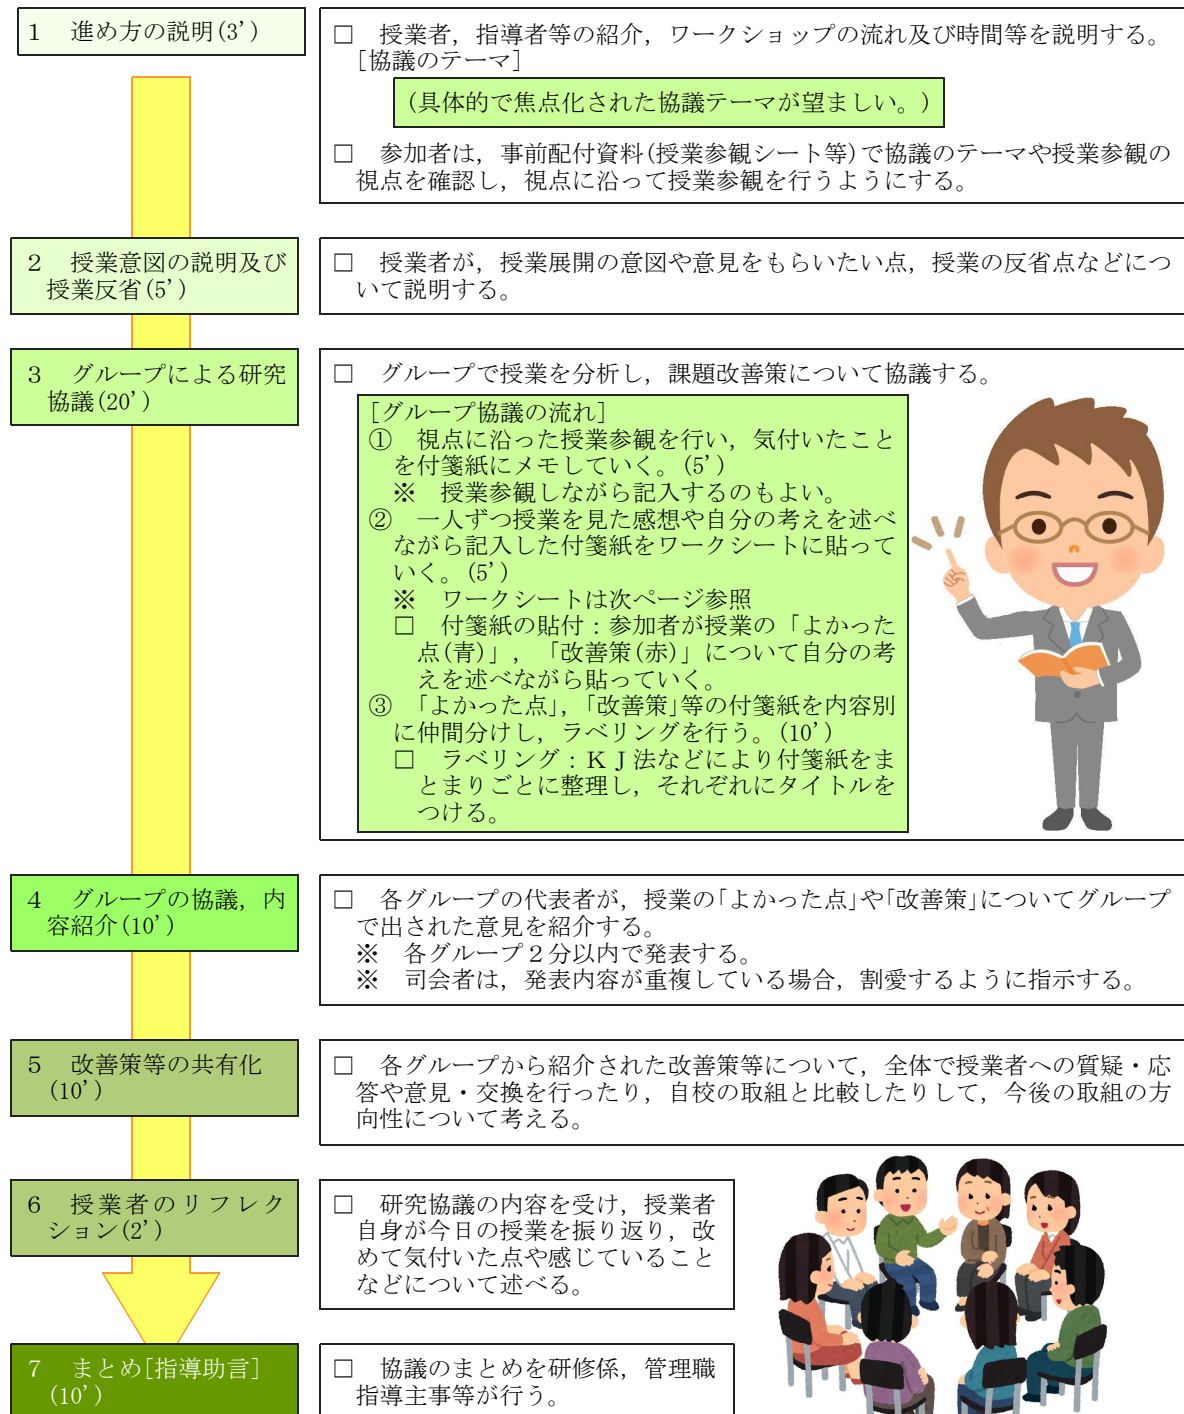 1　進め方の説明(3’)
□　授業者，指導者等の紹介，ワークショップの流れ及び時間等を説明する。
［協議のテーマ］
(具体的で焦点化された協議テーマが望ましい。)
□　参加者は，事前配付資料(授業参観シート等)で協議のテーマや授業参観の
視点を確認し，視点に沿って授業参観を行うようにする。
2　授業意図の説明及び
授業反省(5’)
□　授業者が，授業展開の意図や意見をもらいたい点，授業の反省点などにつ
いて説明する。
3　グループによる研究
協議(20’)
□　グループで授業を分析し，課題改善策について協議する。
［グループ協議の流れ］
①　視点に沿った授業参観を行い，気付いたこと
を付箋紙にメモしていく。(5’)
※　授業参観しながら記入するのもよい。
②　一人ずつ授業を見た感想や自分の考えを述べ
ながら記入した付箋紙をワークシートに貼って
いく。(5’)
※　ワークシートは次ページ参照
□　付箋紙の貼付：参加者が授業の「よかった
点(青)」，「改善策(赤)」について自分の考
えを述べながら貼っていく。
③　「よかった点」，「改善策」等の付箋紙を内容別
に仲間分けし，ラベリングを行う。(10’)
□　ラベリング：ＫＪ法などにより付箋紙をま
とまりごとに整理し，それぞれにタイトルを
つける。
4　グループの協議，内
容紹介(10’)
□　各グループの代表者が，授業の「よかった点」や「改善策」についてグループ
で出された意見を紹介する。
※　各グループ２分以内で発表する。
※　司会者は，発表内容が重複している場合，割愛するように指示する。
5　改善策等の共有化
(10’)
□　各グループから紹介された改善策等について，全体で授業者への質疑・応
答や意見・交換を行ったり，自校の取組と比較したりして，今後の取組の方
向性について考える。
6　授業者のリフレク
ション(2’)
□　研究協議の内容を受け，授業者
自身が今日の授業を振り返り，改
めて気付いた点や感じていること
などについて述べる。
7　まとめ［指導助言］
(10’)
□　協議のまとめを研修係，管理職
指導主事等が行う。